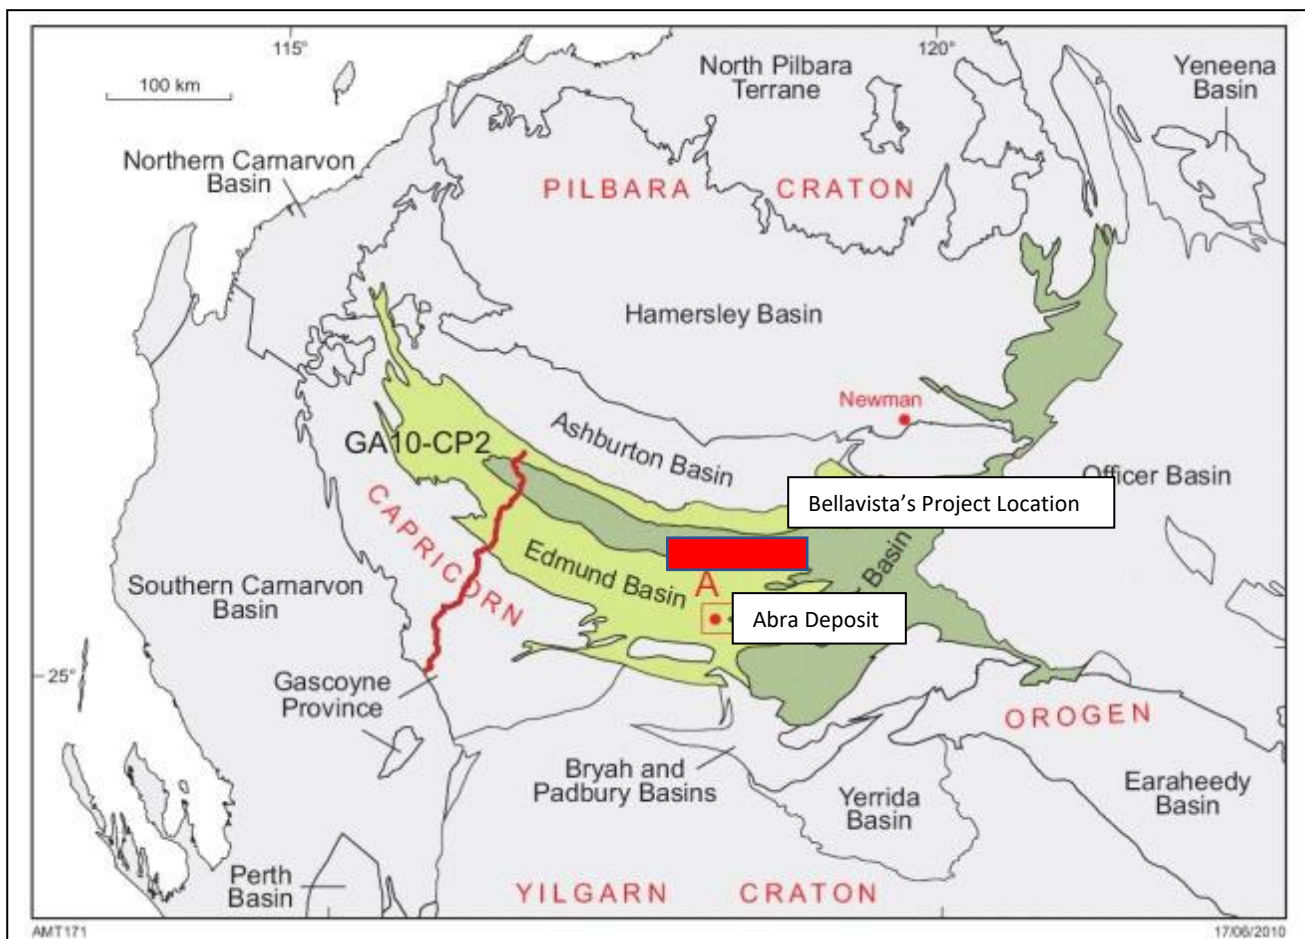 115°
120°
100 km
North Pilbara
Terrane
Yeneena
Basin
Northern Carnarvon
Basin
PILBARA CRATON
Hamersley Basin
Newman
GA10-CP2
Ashburton Basin
Officer Basin
Bellavista's Project Location
CAPRICORN
Edmund Basin
Basin
A
Southern Carnarvon
Basin
Abra Deposit
25°
Gascoyne
Province
OROGEN
Bryah and
Padbury Basins
Yerrida
Basin
Earaheedy
Basin
Perth
Basin
YILGARN CRATON
AMT171
17/06/2010